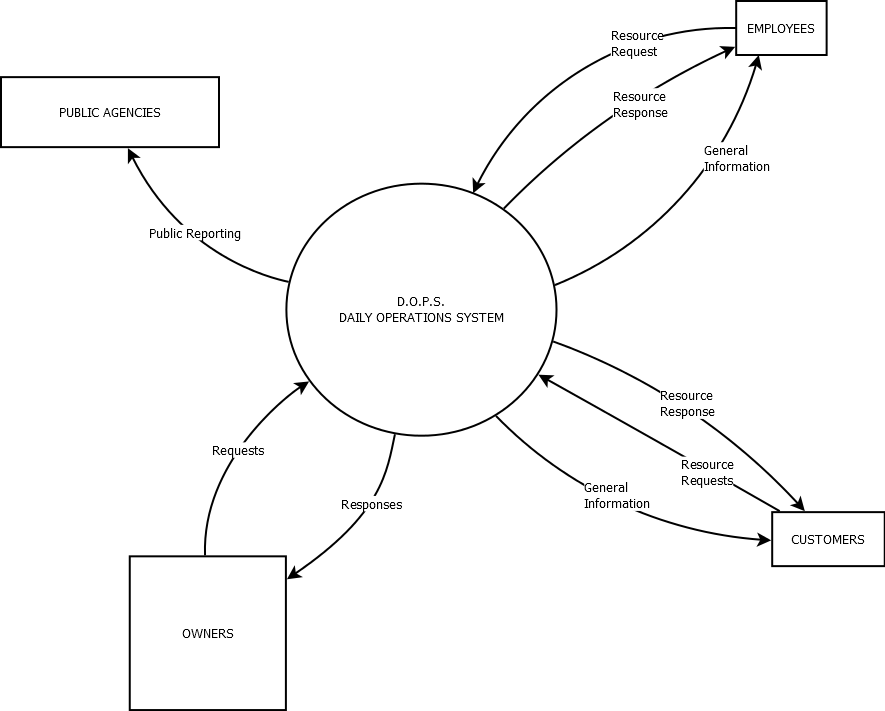 EMPLOYEES
Resource
Request
Resource
Response
PUBLIC AGENCIES
General
Information
Public Reporting
D.O.P.S.
DAILY OPERATIONS SYSTEM
Resource
Response
Requests
Resource
Requests
General
Information
Responses
CUSTOMERS
OWNERS